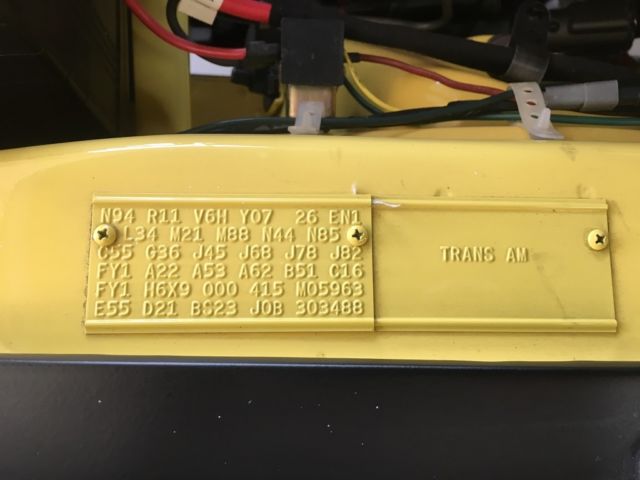 N94 R11 V6H Y07 26 EN1
L34 M21 M88 N44 N85
C55 G36 J45 J68 J78 J82
FY1 A22 A53 A62 B51 C16
FY1 H6X9 000 415 M05963
E55 D21 BS23 J0B 303488
TRANS AM